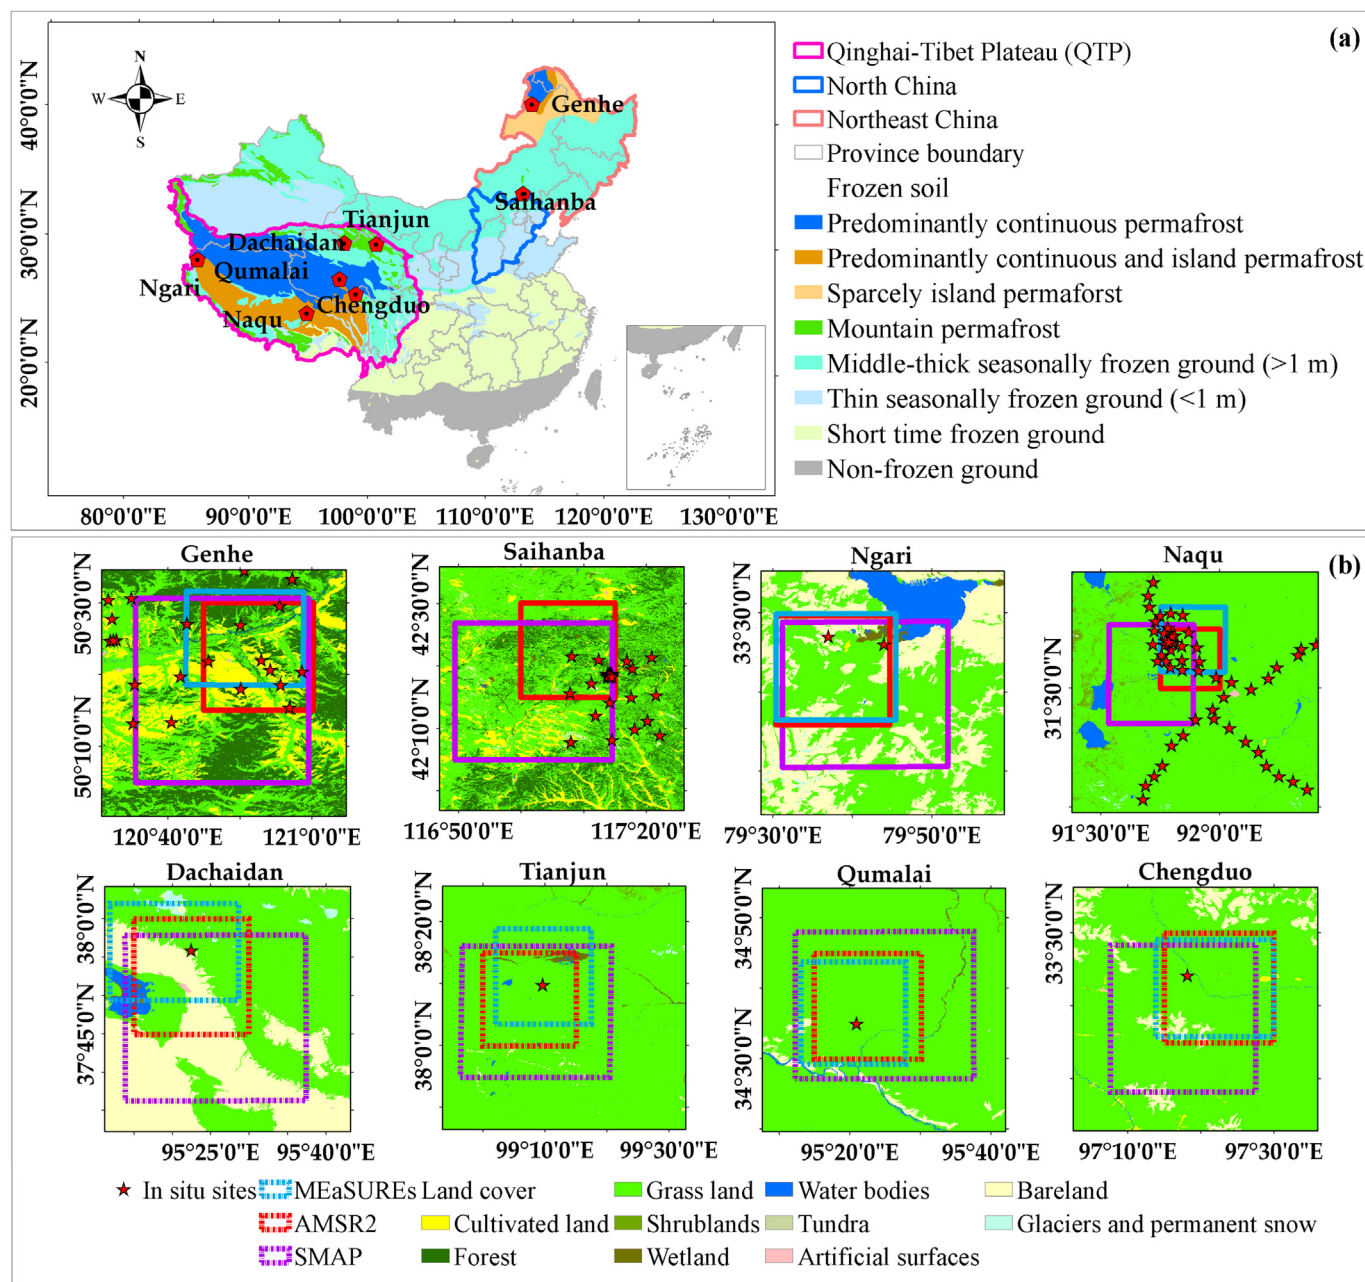 (a)
N
W E
S
40°0'0"N
30°0'0"N
20°0'0"N
80°0'0"E 90°0'0"E 100°0'0"E 110°0'0"E 120°0'0"E 130°0'0"E
Genhe
Saihanba
Tianjun
Dachaidan
Qumalai
Ngari
Chengduo
Naqu
Qinghai-Tibet Plateau (QTP)
North China
Northeast China
Province boundary
Frozen soil
Predominantly continuous permafrost
Predominantly continuous and island permafrost
Sparcely island permaforst
Mountain permafrost
Middle-thick seasonally frozen ground (>1 m)
Thin seasonally frozen ground (<1 m)
Short time frozen ground
Non-frozen ground
(b)
Genhe
50°30'0"N
50°10'0"N
120°40'0"E 121°0'0"E
Saihanba
42°30'0"N
42°10'0"N
116°50'0"E 117°20'0"E
Ngari
33°30'0"N
79°30'0"E 79°50'0"E
Naqu
31°30'0"N
91°30'0"E 92°0'0"E
Dachaidan
38°0'0"N
37°45'0"N
95°25'0"E 95°40'0"E
Tianjun
38°20'0"N
38°0'0"N
99°10'0"E 99°30'0"E
Qumalai
34°50'0"N
34°30'0"N
95°20'0"E 95°40'0"E
Chengduo
33°30'0"N
33°10'0"N
97°10'0"E 97°30'0"E
In situ sites MEaSUREs Land cover Grass land Water bodies Bareland
AMSR2 Cultivated land Shrublands Tundra Glaciers and permanent snow
SMAP Forest Wetland Artificial surfaces